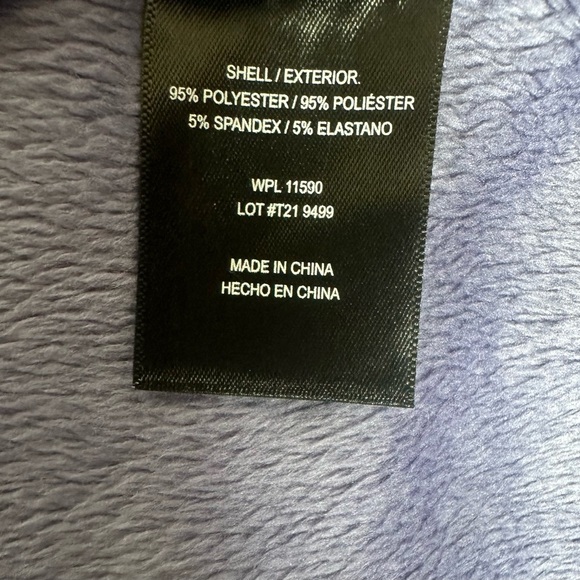 SHELL / EXTERIOR.
95% POLYESTER / 95% POLIÉSTER
5% SPANDEX / 5% ELASTANO
WPL 11590
LOT #T21 9499
MADE IN CHINA
HECHO EN CHINA